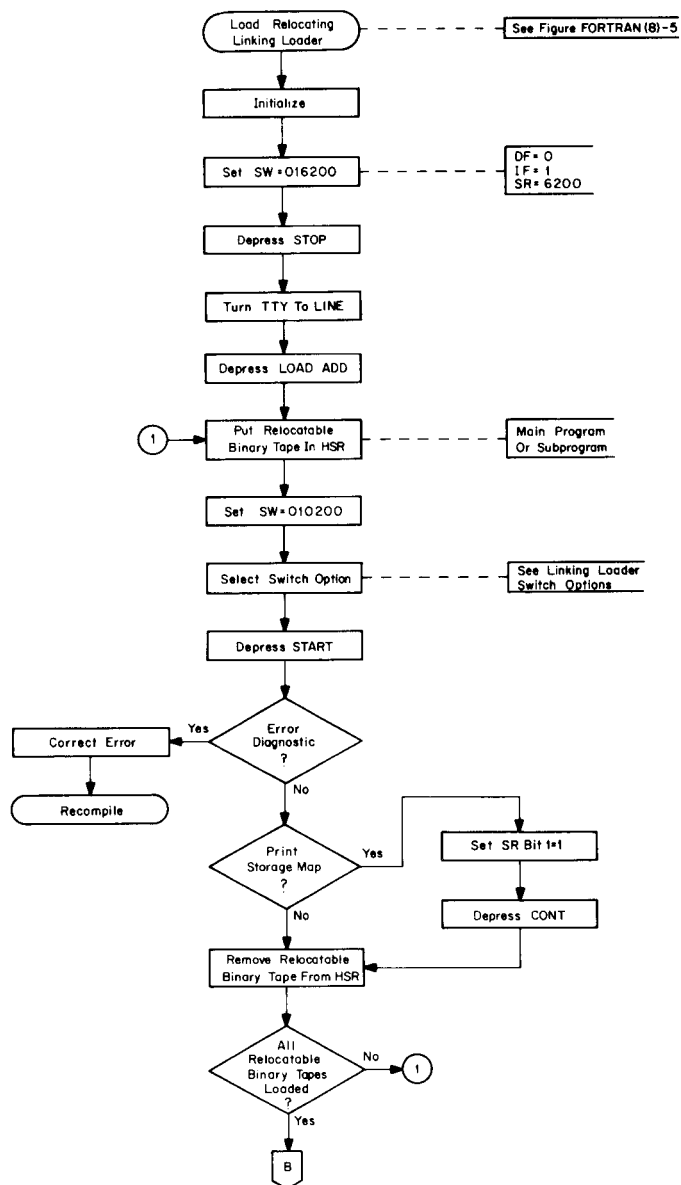 Load Relocating
Linking Loader
See Figure FORTRAN (8)-5
Initialize
Set SW=016200
DF= 0
IF= 1
SR= 6200
Depress STOP
Turn TTY To LINE
Depress LOAD ADD
1
Put Relocatable
Binary Tape In HSR
Main Program
Or Subprogram
Set SW=010200
Select Switch Option
See Linking Loader
Switch Options
Depress START
Error
Diagnostic
?
Yes
No
Correct Error
Recompile
Print
Storage Map
?
Yes
No
Set SR Bit 1=1
Depress CONT
Remove Relocatable
Binary Tape From HSR
All
Relocatable
Binary Tapes
Loaded
?
No
1
Yes
B